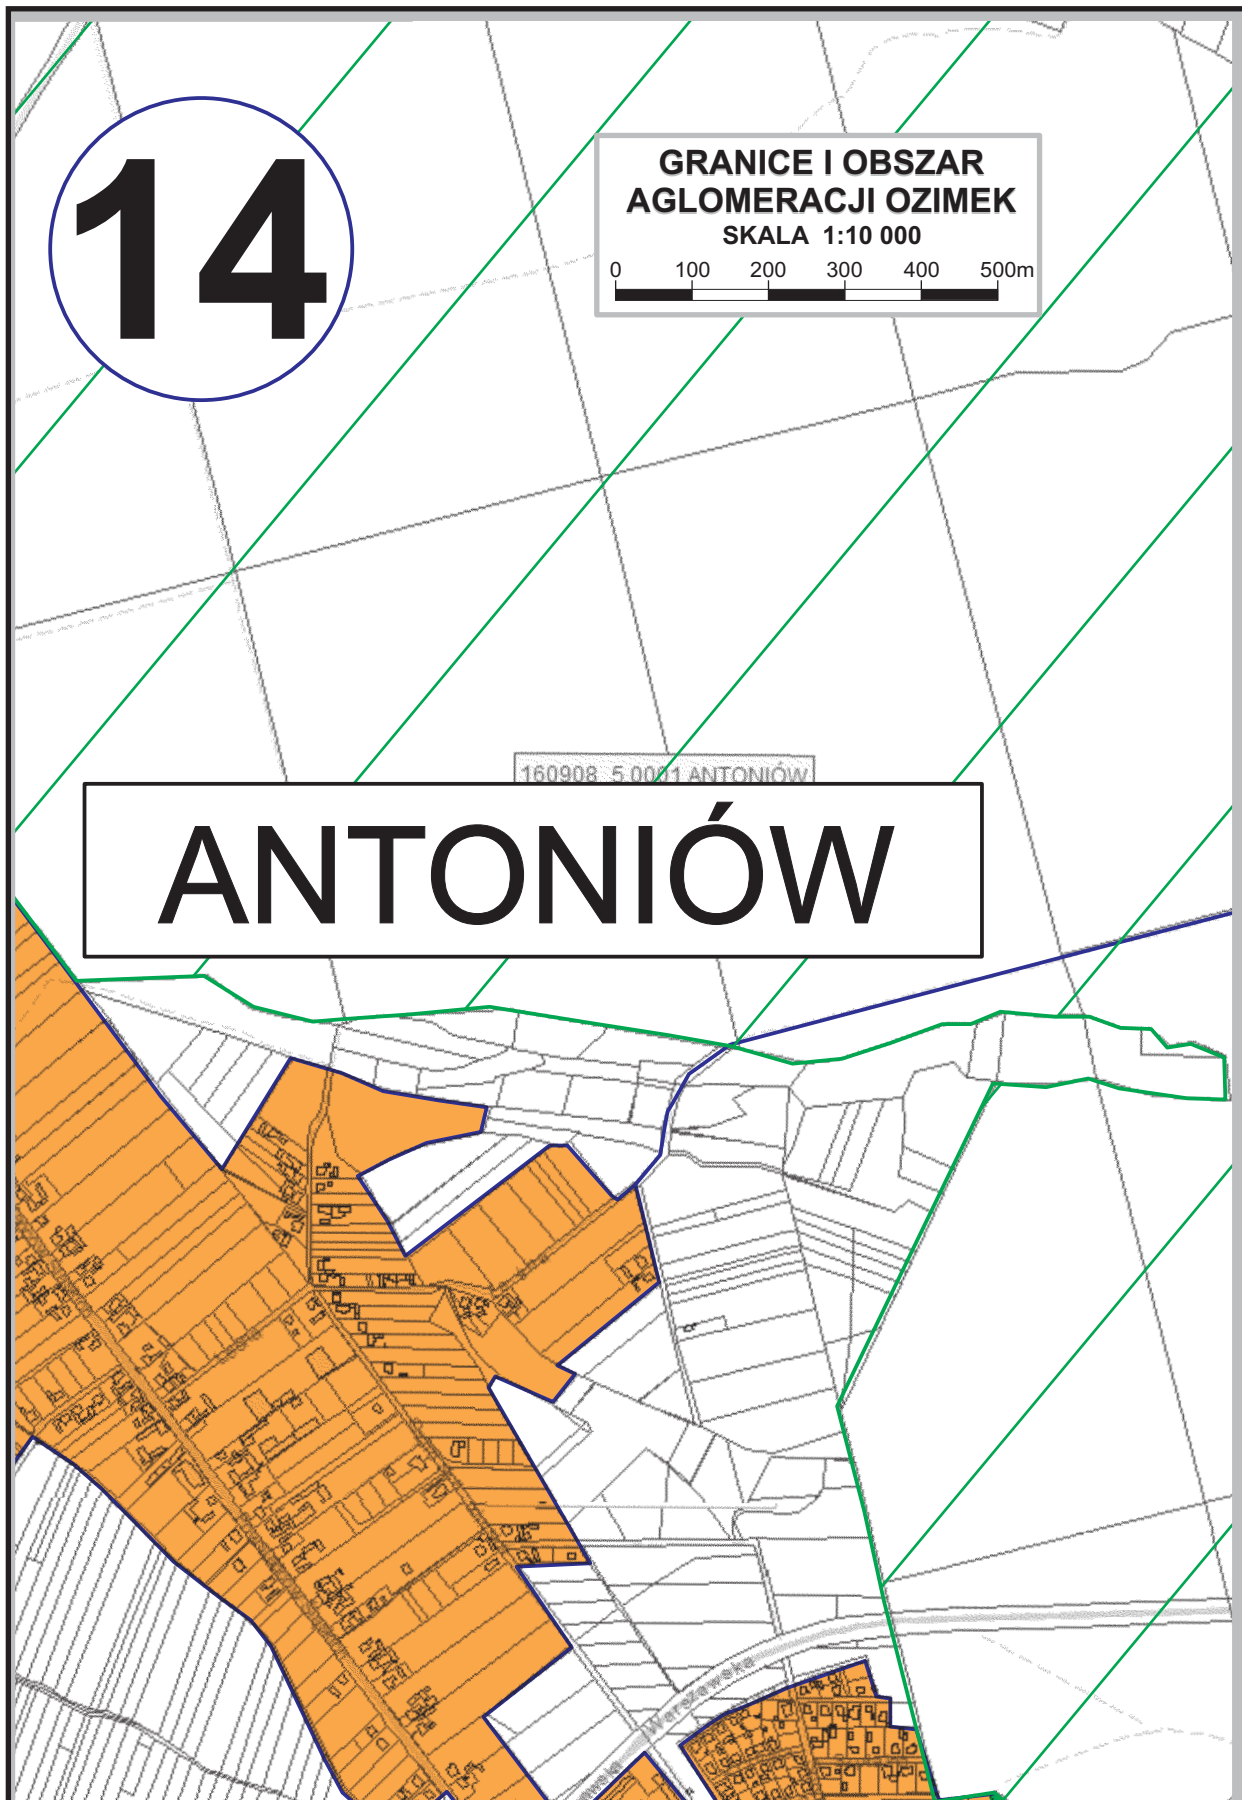 14
GRANICE I OBSZAR
AGLOMERACJI OZIMEK
SKALA 1:10 000
0 100 200 300 400 500m
160908_5.0001 ANTONIÓW
ANTONIÓW
Warszawska